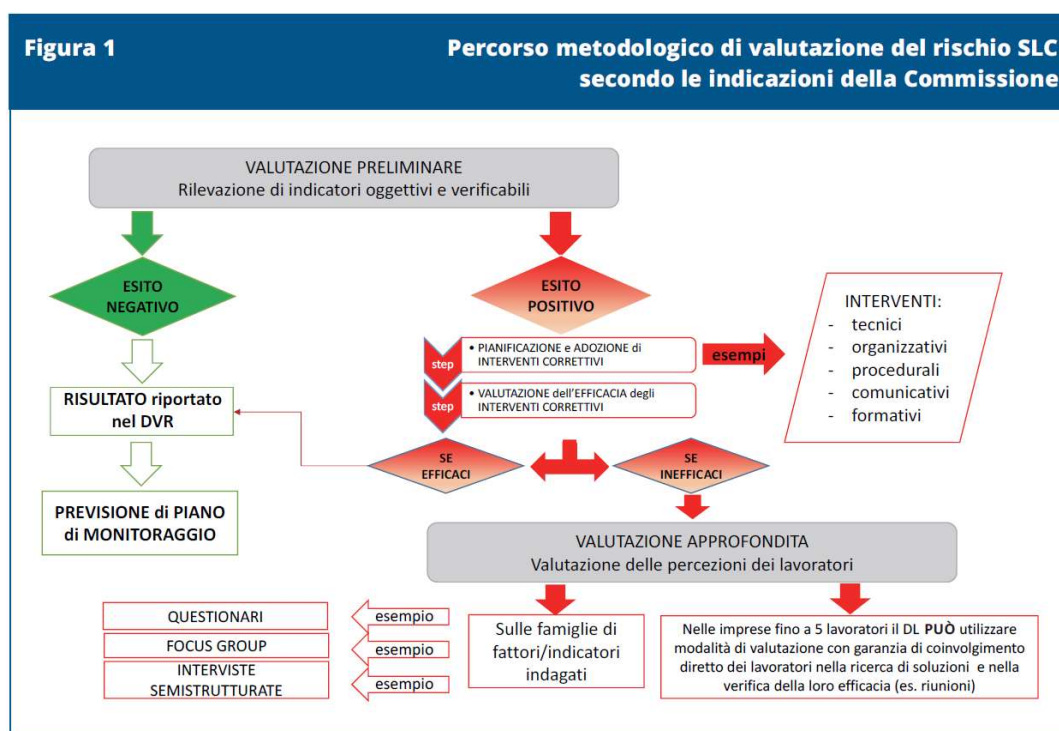 Figura 1
Percorso metodologico di valutazione del rischio SLC
secondo le indicazioni della Commissione
VALUTAZIONE PRELIMINARE
Rilevazione di indicatori oggettivi e verificabili
ESITO
NEGATIVO
ESITO
POSITIVO
INTERVENTI:
- tecnici
- organizzativi
- procedurali
- comunicativi
- formativi
step
• PIANIFICAZIONE e ADOZIONE di
INTERVENTI CORRETTIVI
esempi
step
• VALUTAZIONE dell'EFFICACIA degli
INTERVENTI CORRETTIVI
RISULTATO riportato
nel DVR
SE
EFFICACI
SE
INEFFICACI
PREVISIONE di PIANO
di MONITORAGGIO
VALUTAZIONE APPROFONDITA
Valutazione delle percezioni dei lavoratori
QUESTIONARI
esempio
FOCUS GROUP
esempio
INTERVISTE
SEMISTRUTTURATE
esempio
Sulle famiglie di
fattori/indicatori
indagati
Nelle imprese fino a 5 lavoratori il DL PUÒ utilizzare
modalità di valutazione con garanzia di coinvolgimento
diretto dei lavoratori nella ricerca di soluzioni e nella
verifica della loro efficacia (es. riunioni)